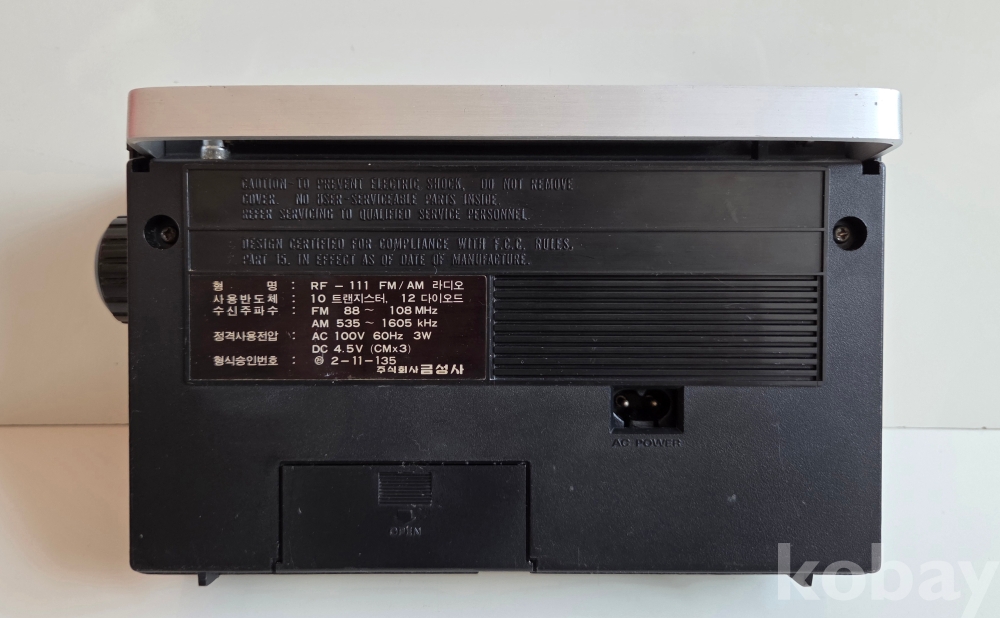 CAUTION-TO PREVENT ELECTRIC SHOCK, DO NOT REMOVE
COVER. NO USER-SERVICEABLE PARTS INSIDE.
REFER SERVICING TO QUALIFIED SERVICE PERSONNEL.
DESIGN CERTIFIED FOR COMPLIANCE WITH F.C.C. RULES,
PART 15, IN EFFECT AS OF DATE OF MANUFACTURE.
형 명 : RF - 111 FM/AM 라디오
사용반도체 : 10 트랜지스터, 12 다이오드
수신주파수 : FM 88 ~ 108 MHz
AM 535 ~ 1605 kHz
정격사용전압 : AC 100V 60Hz 3W
DC 4.5V (CM×3)
형식승인번호 : ㉲ 2-11-135
주식회사 금성사
AC POWER
OPEN
kobay